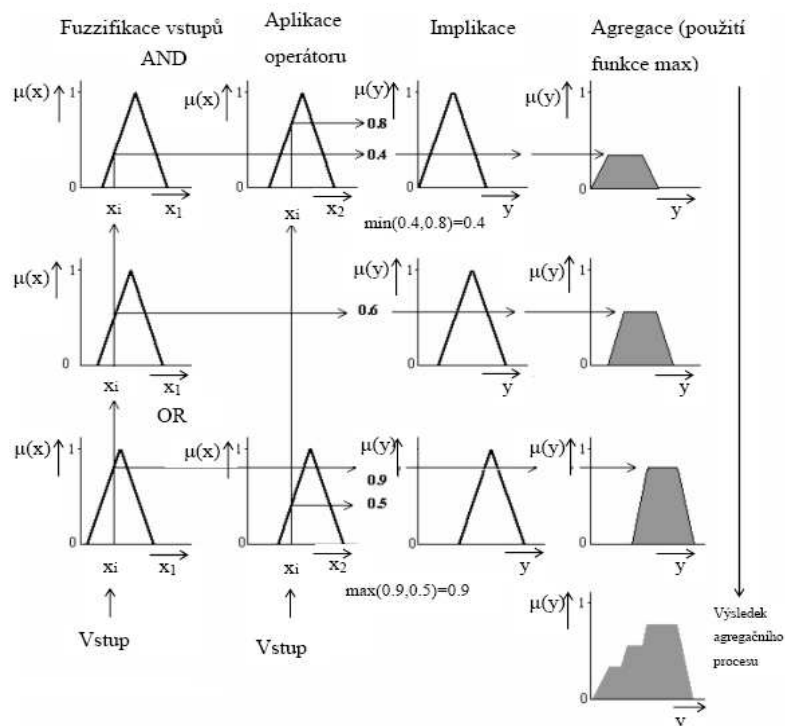 Fuzzifikace vstupů
Aplikace
operátoru
Implikace
Agregace (použití
funkce max)
AND
μ(x)
1
0
xi
x1
μ(x)
1
0
xi
x2
0.8
0.4
μ(y)
1
0
y
min(0.4,0.8)=0.4
μ(y)
1
0
y
μ(x)
1
0
xi
x1
0.6
μ(y)
1
0
y
μ(y)
1
0
y
OR
μ(x)
1
0
xi
x1
μ(x)
1
0
xi
x2
0.9
0.5
μ(y)
1
0
y
max(0.9,0.5)=0.9
μ(y)
1
0
y
Vstup
Vstup
μ(y)
1
0
y
Výsledek
agregačního
procesu